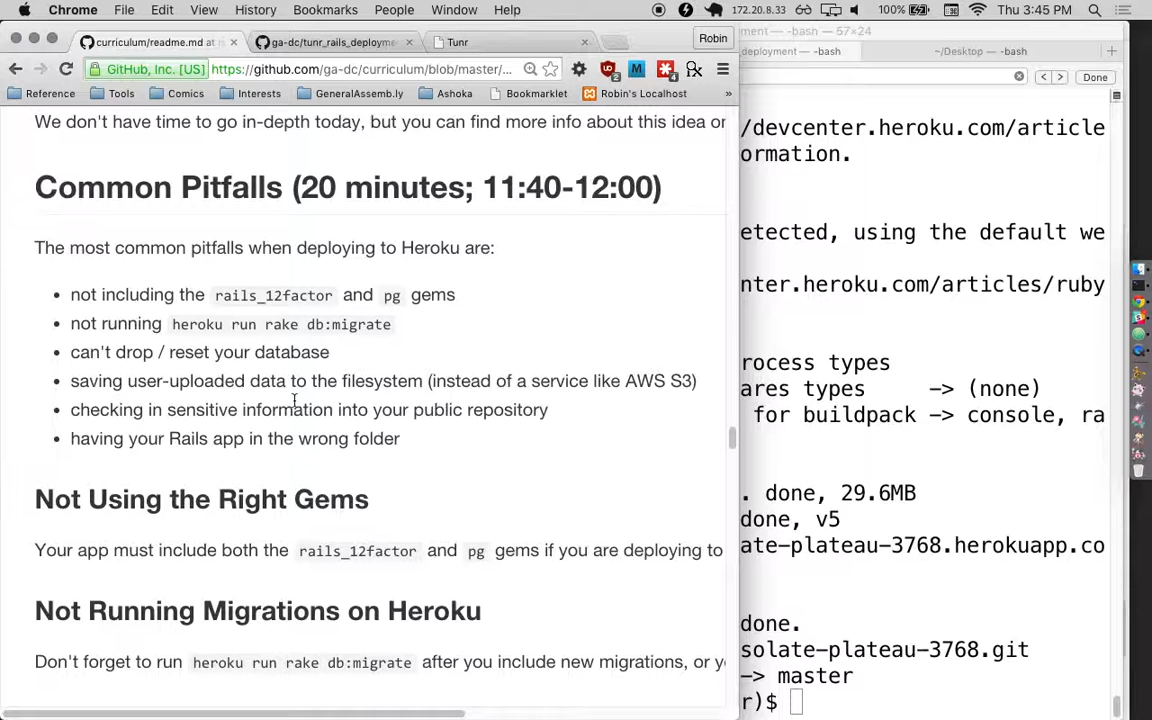 Chrome File Edit View History Bookmarks People Window Help 172.20.8.33 100% Thu 3:45 PM
deployment — -bash — 57×24
curriculum/readme.md at ga-dc/tunr_rails_deployme Tunr Robin
deployment — -bash ~/Desktop — -bash
GitHub, Inc. [US] https://github.com/ga-dc/curriculum/blob/master/... Done
Reference Tools Comics Interests GeneralAssemb.ly Ashoka Bookmarklet Robin's Localhost »
We don't have time to go in-depth today, but you can find more info about this idea on
Common Pitfalls (20 minutes; 11:40-12:00)
The most common pitfalls when deploying to Heroku are:
• not including the rails_12factor and pg gems
• not running heroku run rake db:migrate
• can't drop / reset your database
• saving user-uploaded data to the filesystem (instead of a service like AWS S3)
• checking in sensitive information into your public repository
• having your Rails app in the wrong folder
Not Using the Right Gems
Your app must include both the rails_12factor and pg gems if you are deploying to
Not Running Migrations on Heroku
Don't forget to run heroku run rake db:migrate after you include new migrations, or y
/devcenter.heroku.com/article
ormation.
etected, using the default we
nter.heroku.com/articles/ruby
rocess types
ares types -> (none)
for buildpack -> console, ra
. done, 29.6MB
done, v5
ate-plateau-3768.herokuapp.co
done.
solate-plateau-3768.git
-> master
r)$